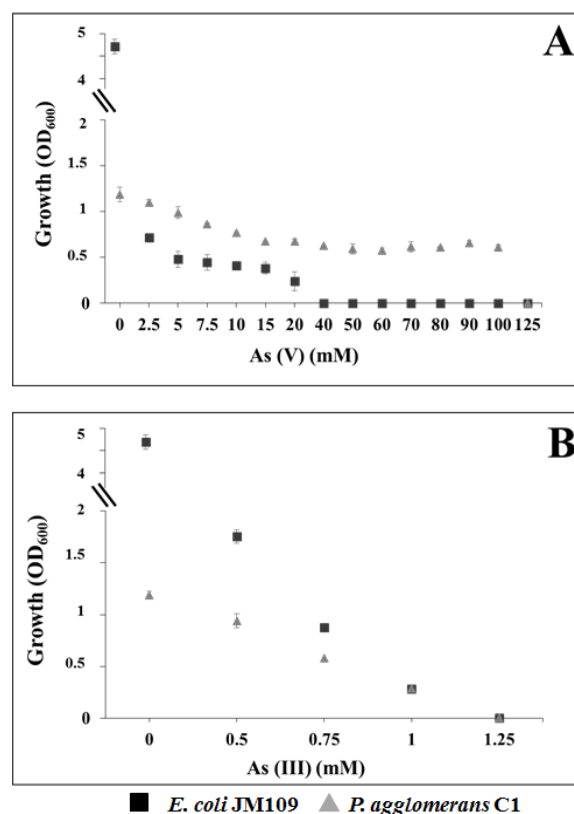 A
5
4
2
1.5
1
0.5
0
Growth (OD600)
0 2.5 5 7.5 10 15 20 40 50 60 70 80 90 100 125
As (V) (mM)
B
5
4
2
1.5
1
0.5
0
Growth (OD600)
0 0.5 0.75 1 1.25
As (III) (mM)
E. coli JM109 P. agglomerans C1